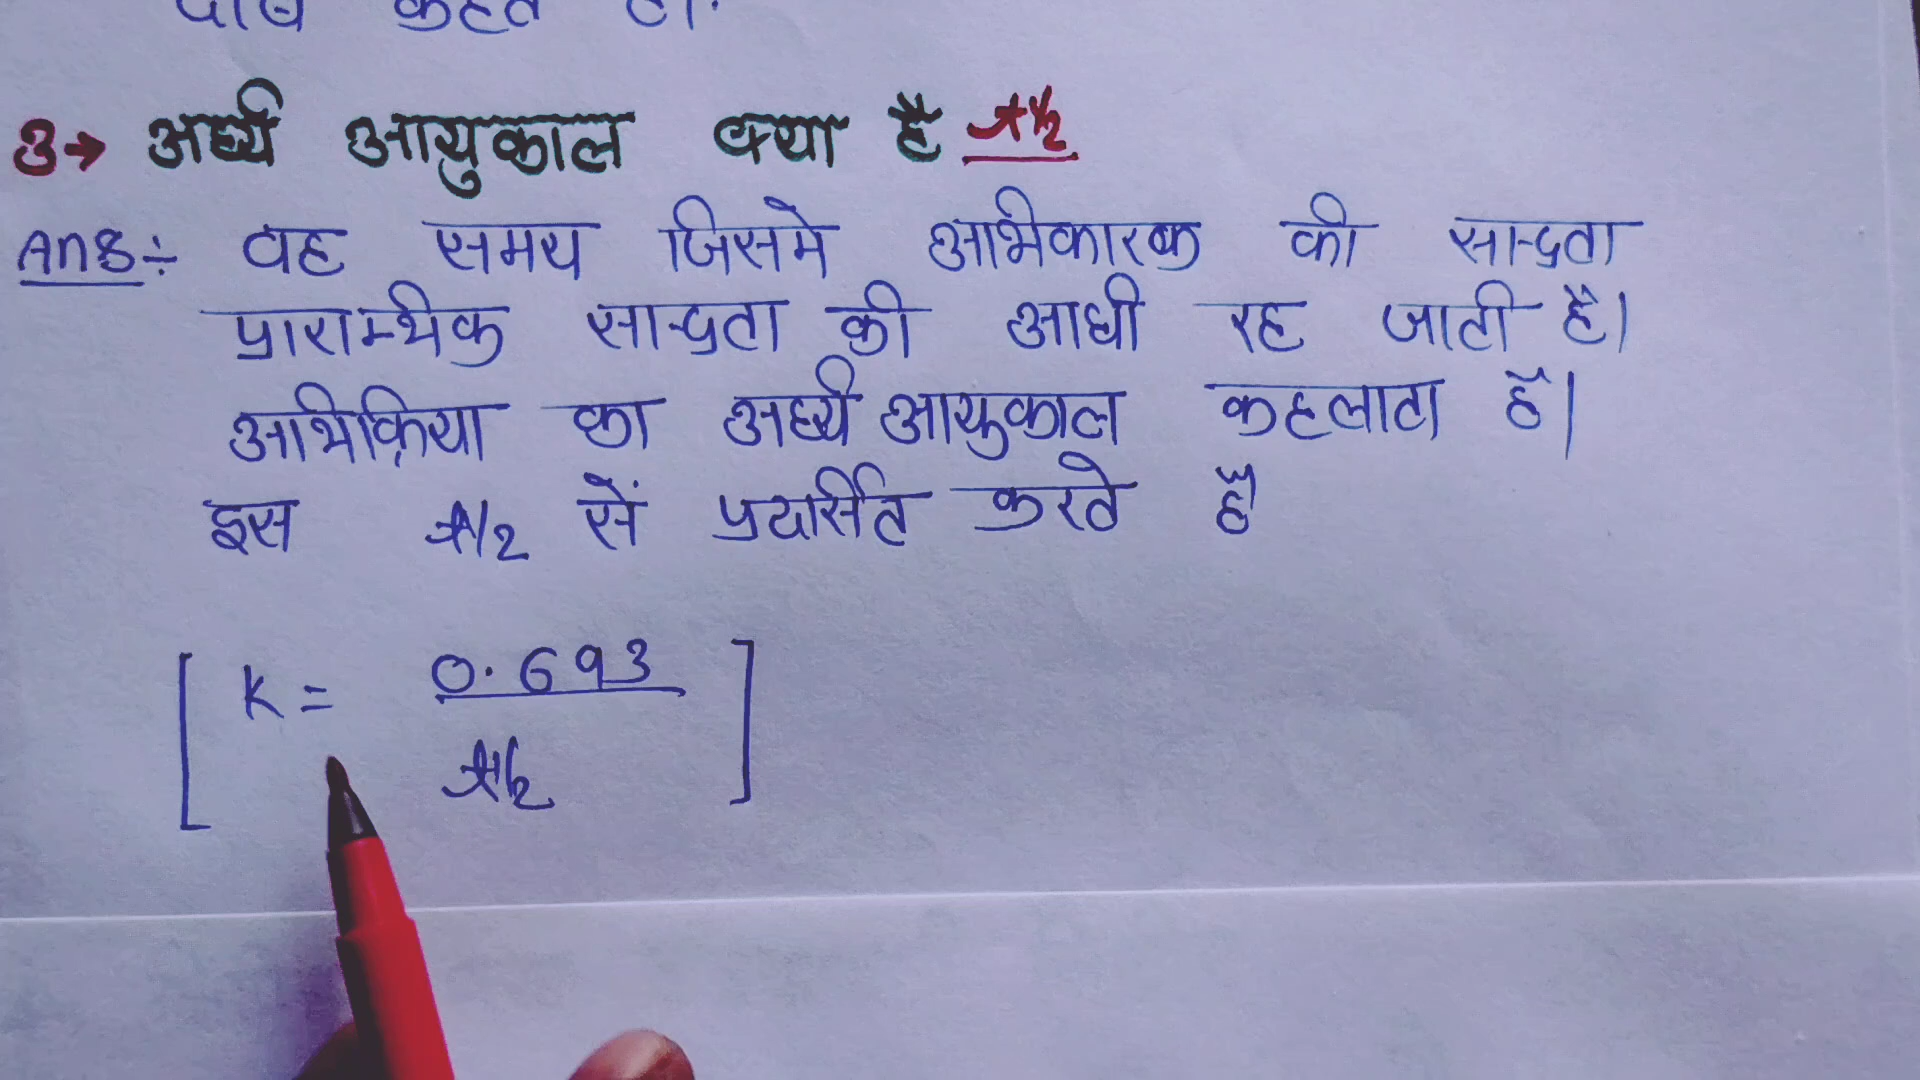 3→ अर्ध्य आयुकाल क्या है t½
Ans:- वह समय जिसमे अभिकारक की सान्द्रता
प्रारम्भिक सान्द्रता की आधी रह जाती है।
अभिक्रिया का अर्ध्य आयुकाल कहलाता है।
इस t1/2 सें प्रदर्सित करते है
[ K = 0.693 / t½ ]